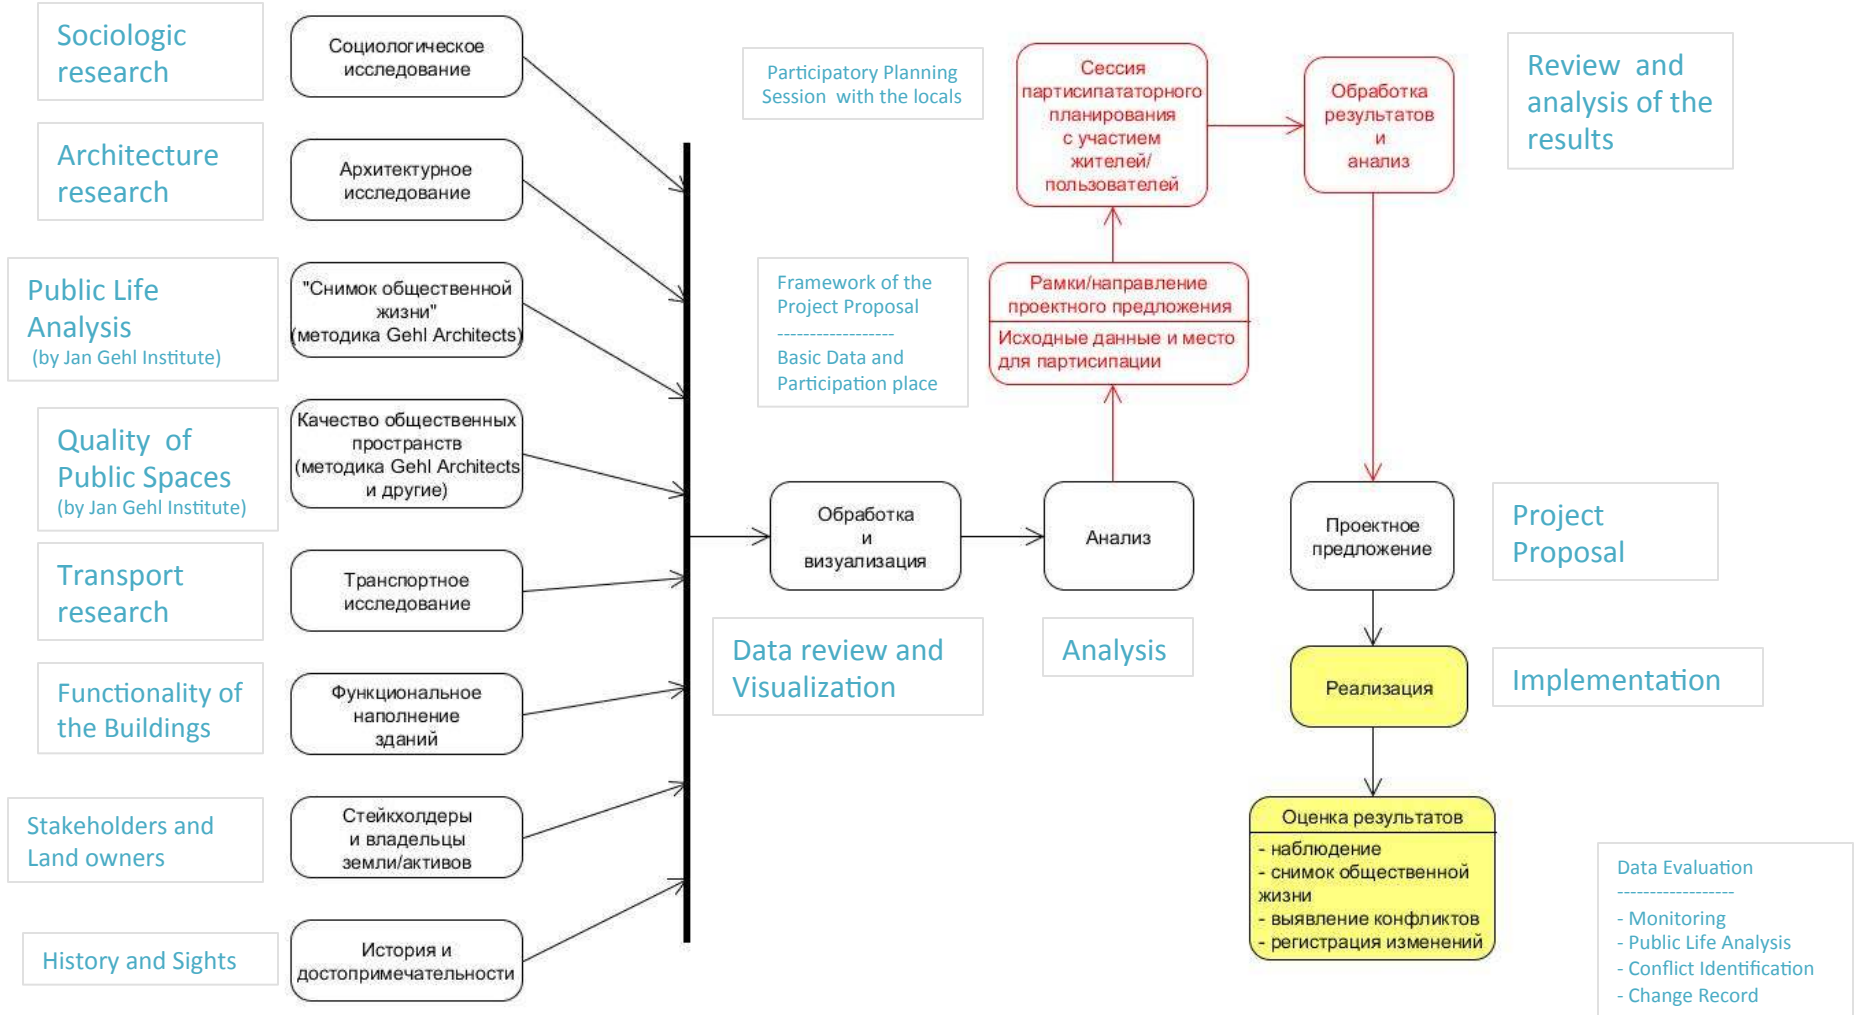 Sociologic
research
Социологическое
исследование
Architecture
research
Архитектурное
исследование
Public Life
Analysis
(by Jan Gehl Institute)
"Снимок общественной
жизни"
(методика Gehl Architects)
Quality of
Public Spaces
(by Jan Gehl Institute)
Качество общественных
пространств
(методика Gehl Architects
и другие)
Transport
research
Транспортное
исследование
Functionality of
the Buildings
Функциональное
наполнение
зданий
Stakeholders and
Land owners
Стейкхолдеры
и владельцы
земли/активов
History and Sights
История и
достопримечательности
Обработка
и
визуализация
Data review and
Visualization
Анализ
Analysis
Framework of the
Project Proposal
------------------
Basic Data and
Participation place
Рамки/направление
проектного предложения
Исходные данные и место
для партисипации
Participatory Planning
Session with the locals
Сессия
партисипататорного
планирования
с участием
жителей/
пользователей
Обработка
результатов
и
анализ
Review and
analysis of the
results
Проектное
предложение
Project
Proposal
Реализация
Implementation
Оценка результатов
- наблюдение
- снимок общественной
жизни
- выявление конфликтов
- регистрация изменений
Data Evaluation
------------------
- Monitoring
- Public Life Analysis
- Conflict Identification
- Change Record